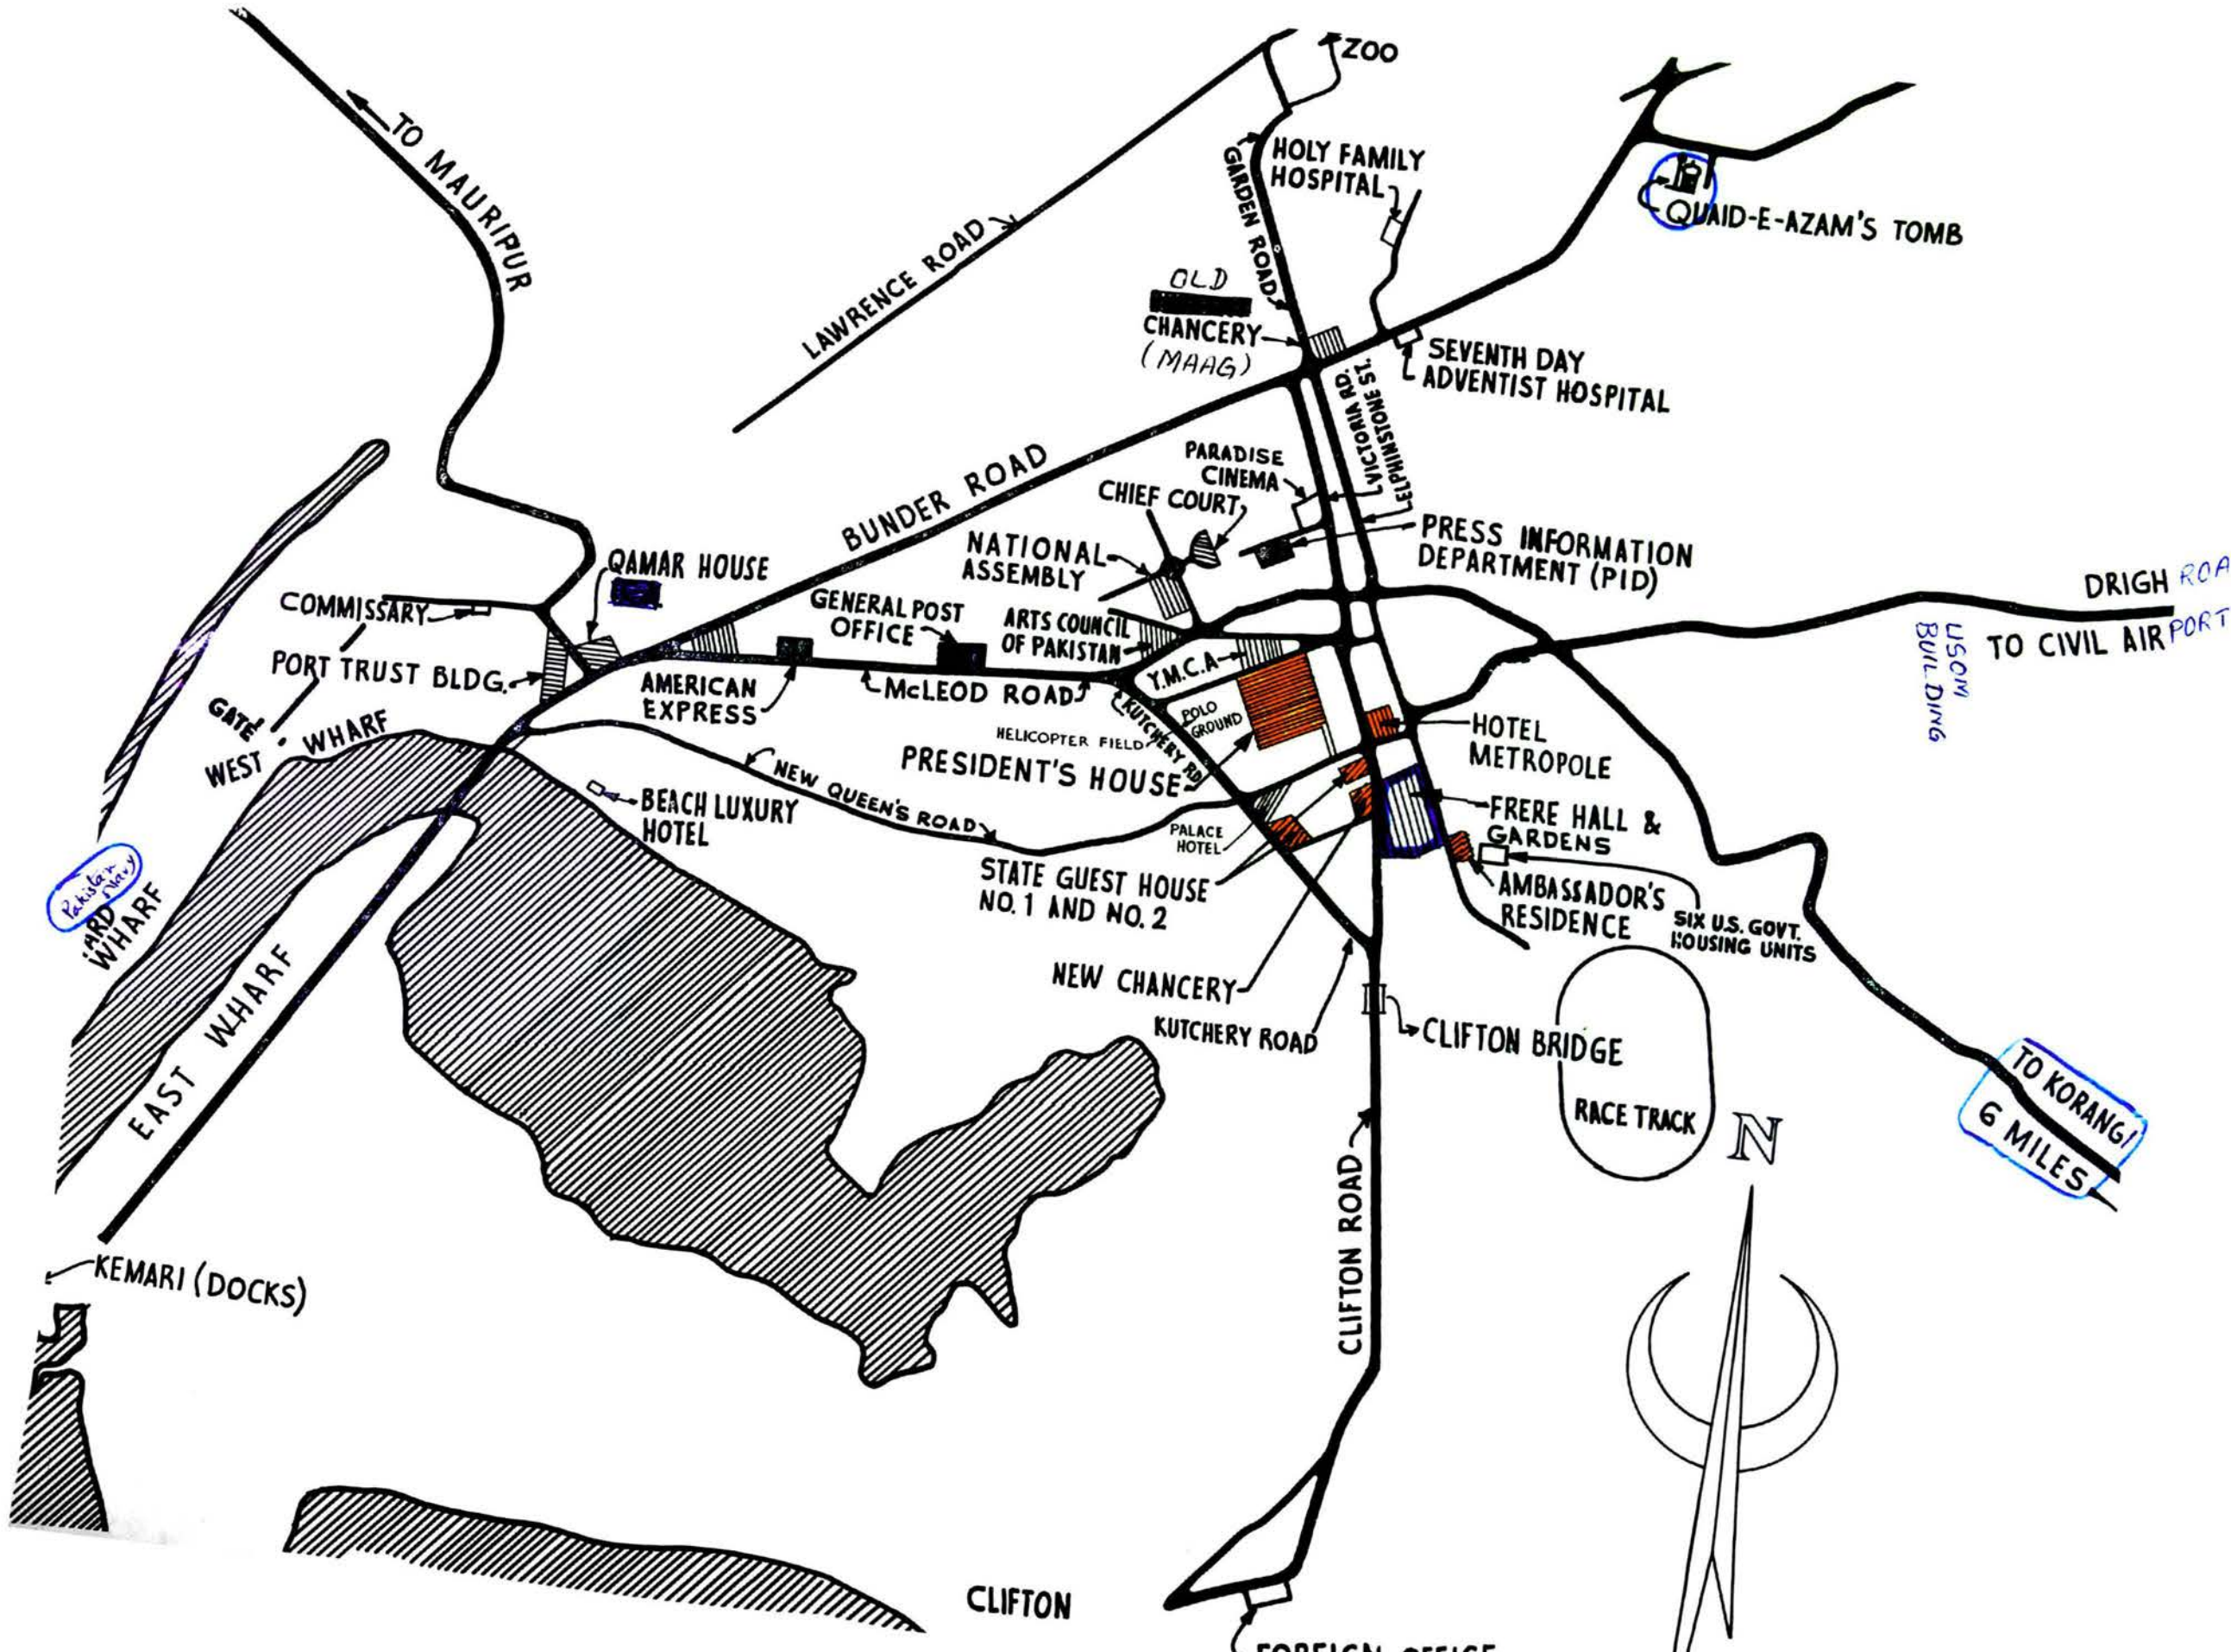 ZOO
TO MAURIPUR
HOLY FAMILY
HOSPITAL
GARDEN ROAD
QUAID-E-AZAM'S TOMB
LAWRENCE ROAD
OLD
CHANCERY
(MAAG)
SEVENTH DAY
ADVENTIST HOSPITAL
VICTORIA RD.
ELPHINSTONE ST.
BUNDER ROAD
PARADISE
CINEMA
CHIEF COURT
NATIONAL
ASSEMBLY
PRESS INFORMATION
DEPARTMENT (PID)
QAMAR HOUSE
COMMISSARY
GENERAL POST
OFFICE
ARTS COUNCIL
OF PAKISTAN
DRIGH ROA
TO CIVIL AIRPORT
USOM
BUILDING
PORT TRUST BLDG.
AMERICAN
EXPRESS
McLEOD ROAD
Y.M.C.A
KUTCHERY RD
POLO
GROUND
HELICOPTER FIELD
PRESIDENT'S HOUSE
HOTEL
METROPOLE
GATE
WEST WHARF
NEW QUEEN'S ROAD
BEACH LUXURY
HOTEL
PALACE
HOTEL
FRERE HALL &
GARDENS
STATE GUEST HOUSE
NO. 1 AND NO. 2
AMBASSADOR'S
RESIDENCE
SIX U.S. GOVT.
HOUSING UNITS
Pakistan
Navy
ARD
WHARF
EAST WHARF
NEW CHANCERY
KUTCHERY ROAD
CLIFTON BRIDGE
RACE TRACK
N
TO KORANGI
6 MILES
CLIFTON ROAD
KEMARI (DOCKS)
CLIFTON
FOREIGN OFFICE